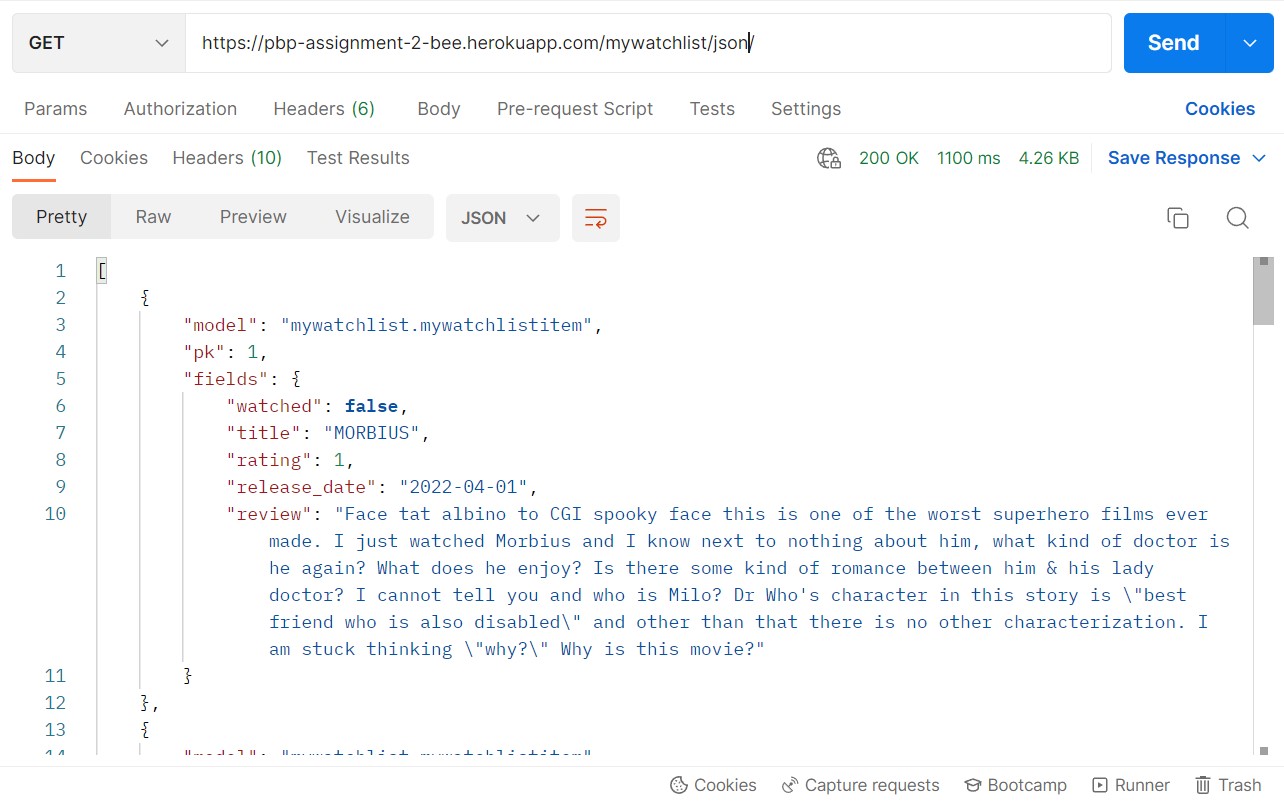 GET https://pbp-assignment-2-bee.herokuapp.com/mywatchlist/json/ Send
Params Authorization Headers (6) Body Pre-request Script Tests Settings Cookies
Body Cookies Headers (10) Test Results 200 OK 1100 ms 4.26 KB Save Response
Pretty Raw Preview Visualize JSON
1 [
2 {
3 "model": "mywatchlist.mywatchlistitem",
4 "pk": 1,
5 "fields": {
6 "watched": false,
7 "title": "MORBIUS",
8 "rating": 1,
9 "release_date": "2022-04-01",
10 "review": "Face tat albino to CGI spooky face this is one of the worst superhero films ever
made. I just watched Morbius and I know next to nothing about him, what kind of doctor is
he again? What does he enjoy? Is there some kind of romance between him & his lady
doctor? I cannot tell you and who is Milo? Dr Who's character in this story is \"best
friend who is also disabled\" and other than that there is no other characterization. I
am stuck thinking \"why?\" Why is this movie?"
11 }
12 },
13 {
14 "model": "mywatchlist.mywatchlistitem"
Cookies Capture requests Bootcamp Runner Trash